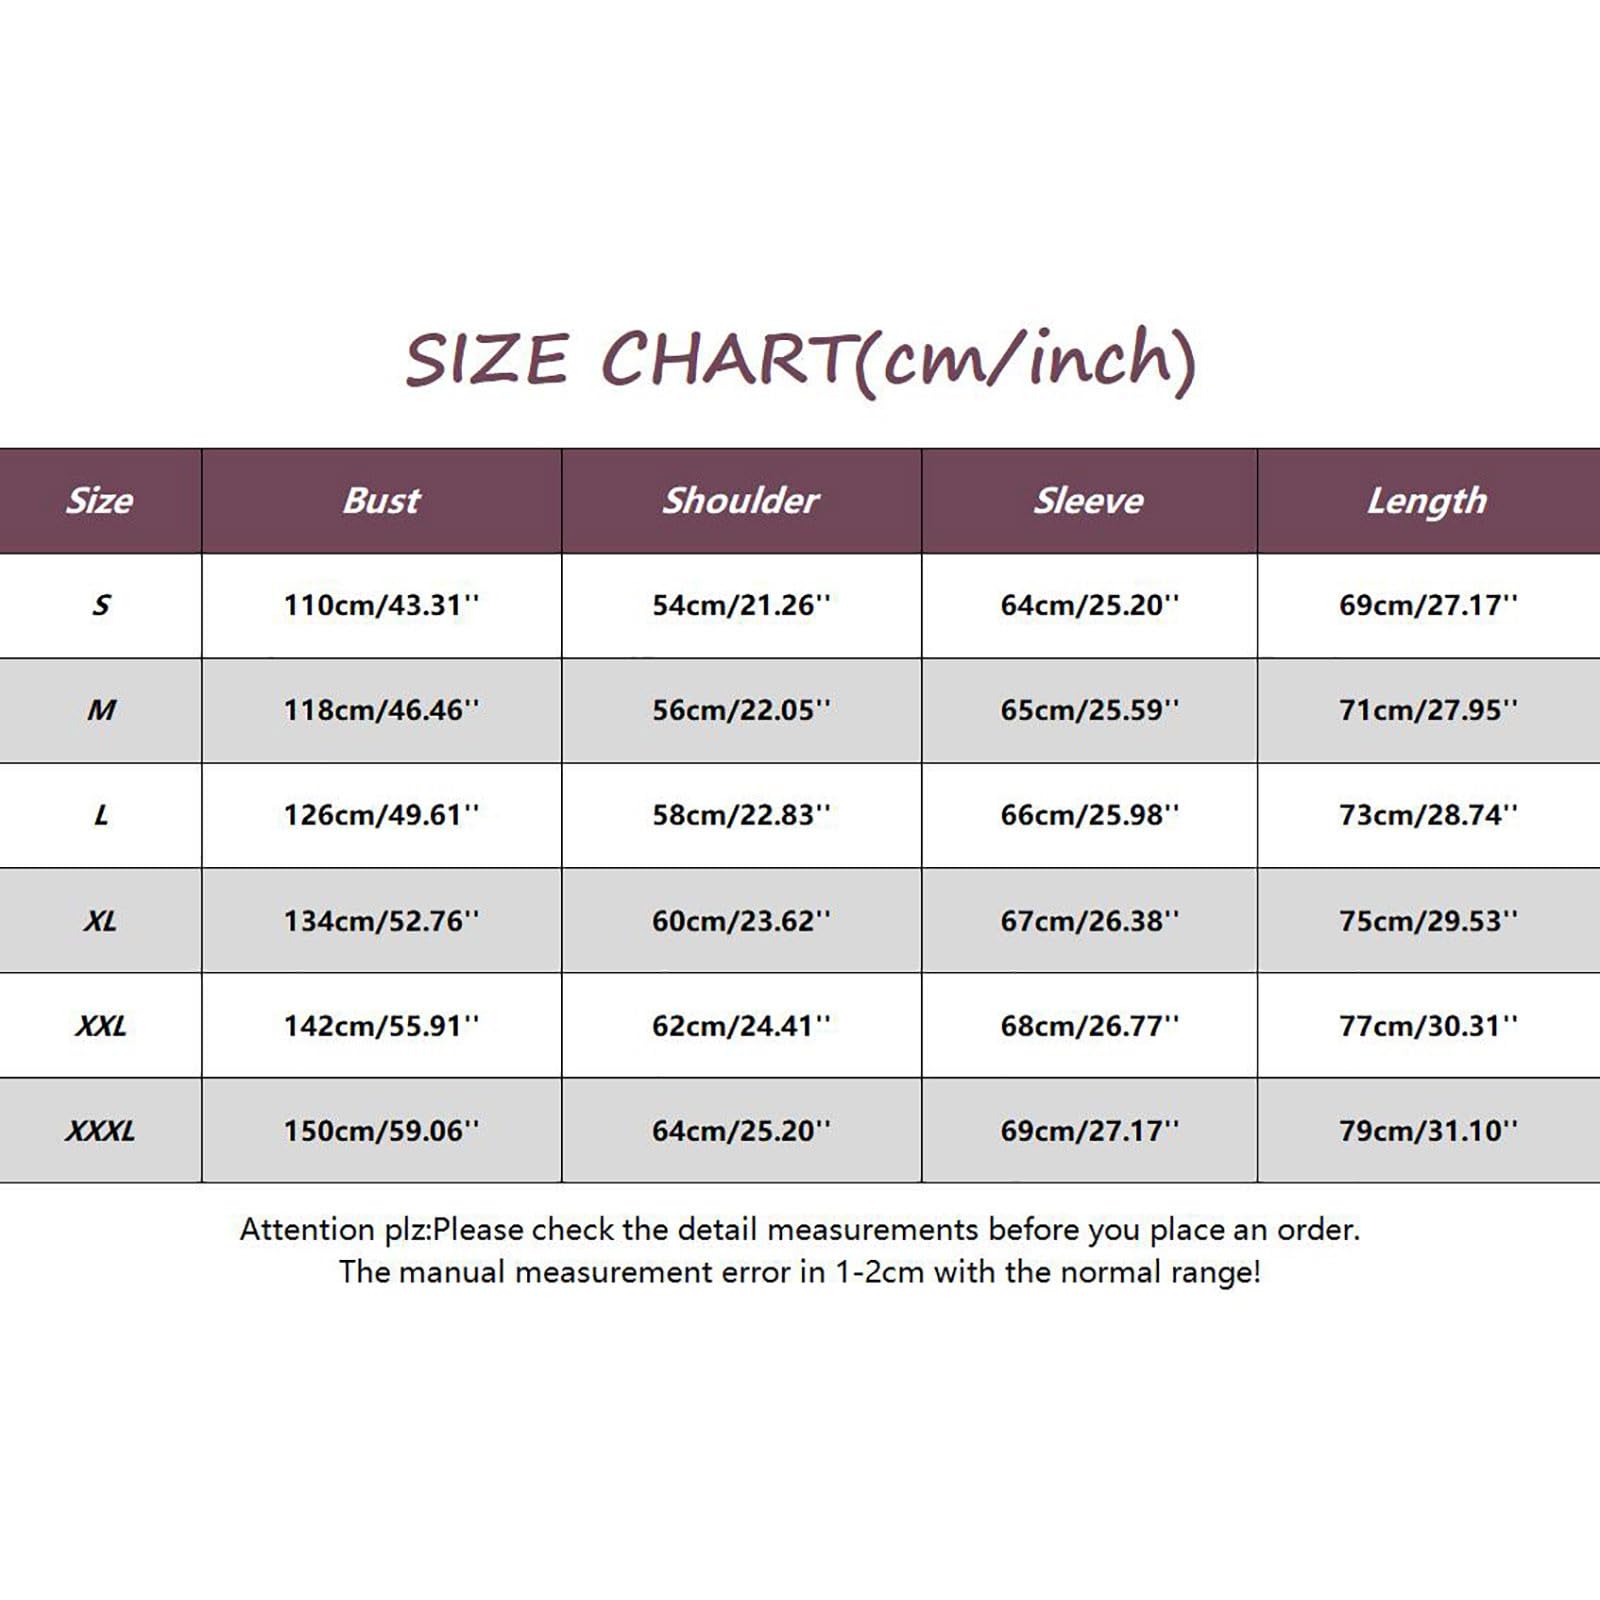 SIZE CHART(cm/inch)
Size Bust Shoulder Sleeve Length
S 110cm/43.31'' 54cm/21.26'' 64cm/25.20'' 69cm/27.17''
M 118cm/46.46'' 56cm/22.05'' 65cm/25.59'' 71cm/27.95''
L 126cm/49.61'' 58cm/22.83'' 66cm/25.98'' 73cm/28.74''
XL 134cm/52.76'' 60cm/23.62'' 67cm/26.38'' 75cm/29.53''
XXL 142cm/55.91'' 62cm/24.41'' 68cm/26.77'' 77cm/30.31''
XXXL 150cm/59.06'' 64cm/25.20'' 69cm/27.17'' 79cm/31.10''
Attention plz:Please check the detail measurements before you place an order.
The manual measurement error in 1-2cm with the normal range!